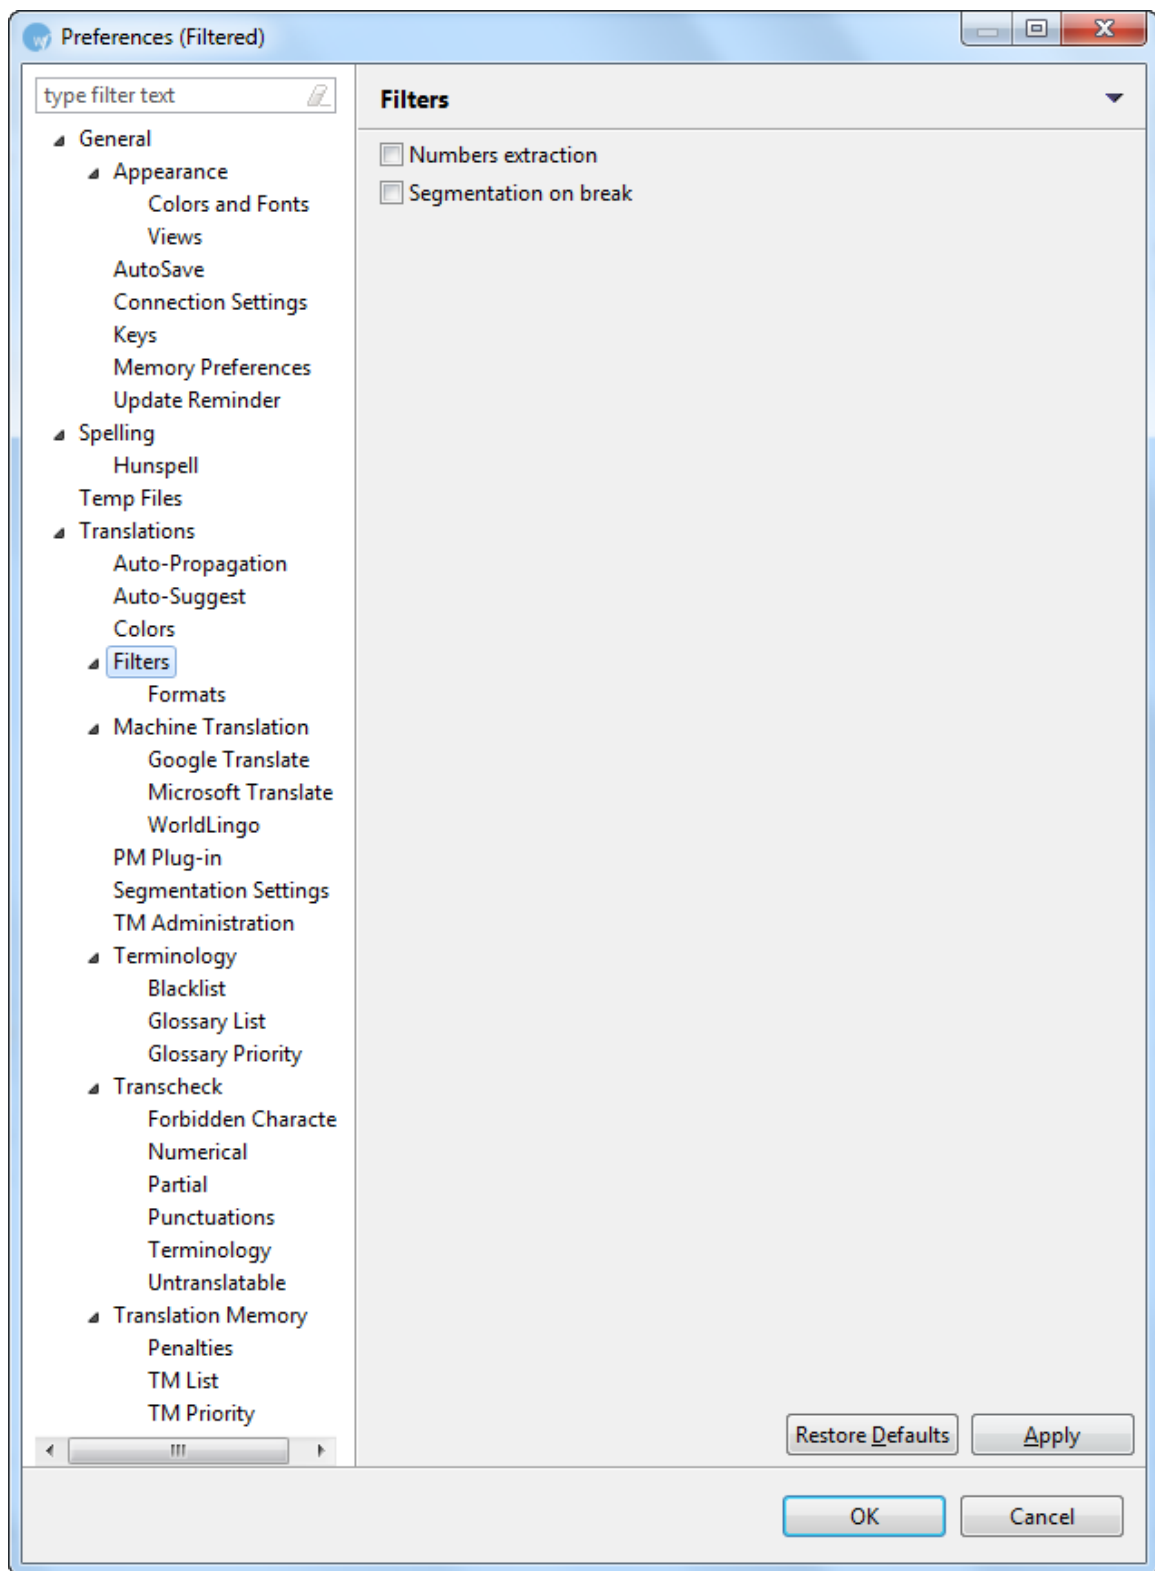 Preferences (Filtered)
type filter text
General
Appearance
Colors and Fonts
Views
AutoSave
Connection Settings
Keys
Memory Preferences
Update Reminder
Spelling
Hunspell
Temp Files
Translations
Auto-Propagation
Auto-Suggest
Colors
Filters
Formats
Machine Translation
Google Translate
Microsoft Translate
WorldLingo
PM Plug-in
Segmentation Settings
TM Administration
Terminology
Blacklist
Glossary List
Glossary Priority
Transcheck
Forbidden Characte
Numerical
Partial
Punctuations
Terminology
Untranslatable
Translation Memory
Penalties
TM List
TM Priority
Filters
Numbers extraction
Segmentation on break
Restore Defaults Apply
OK Cancel